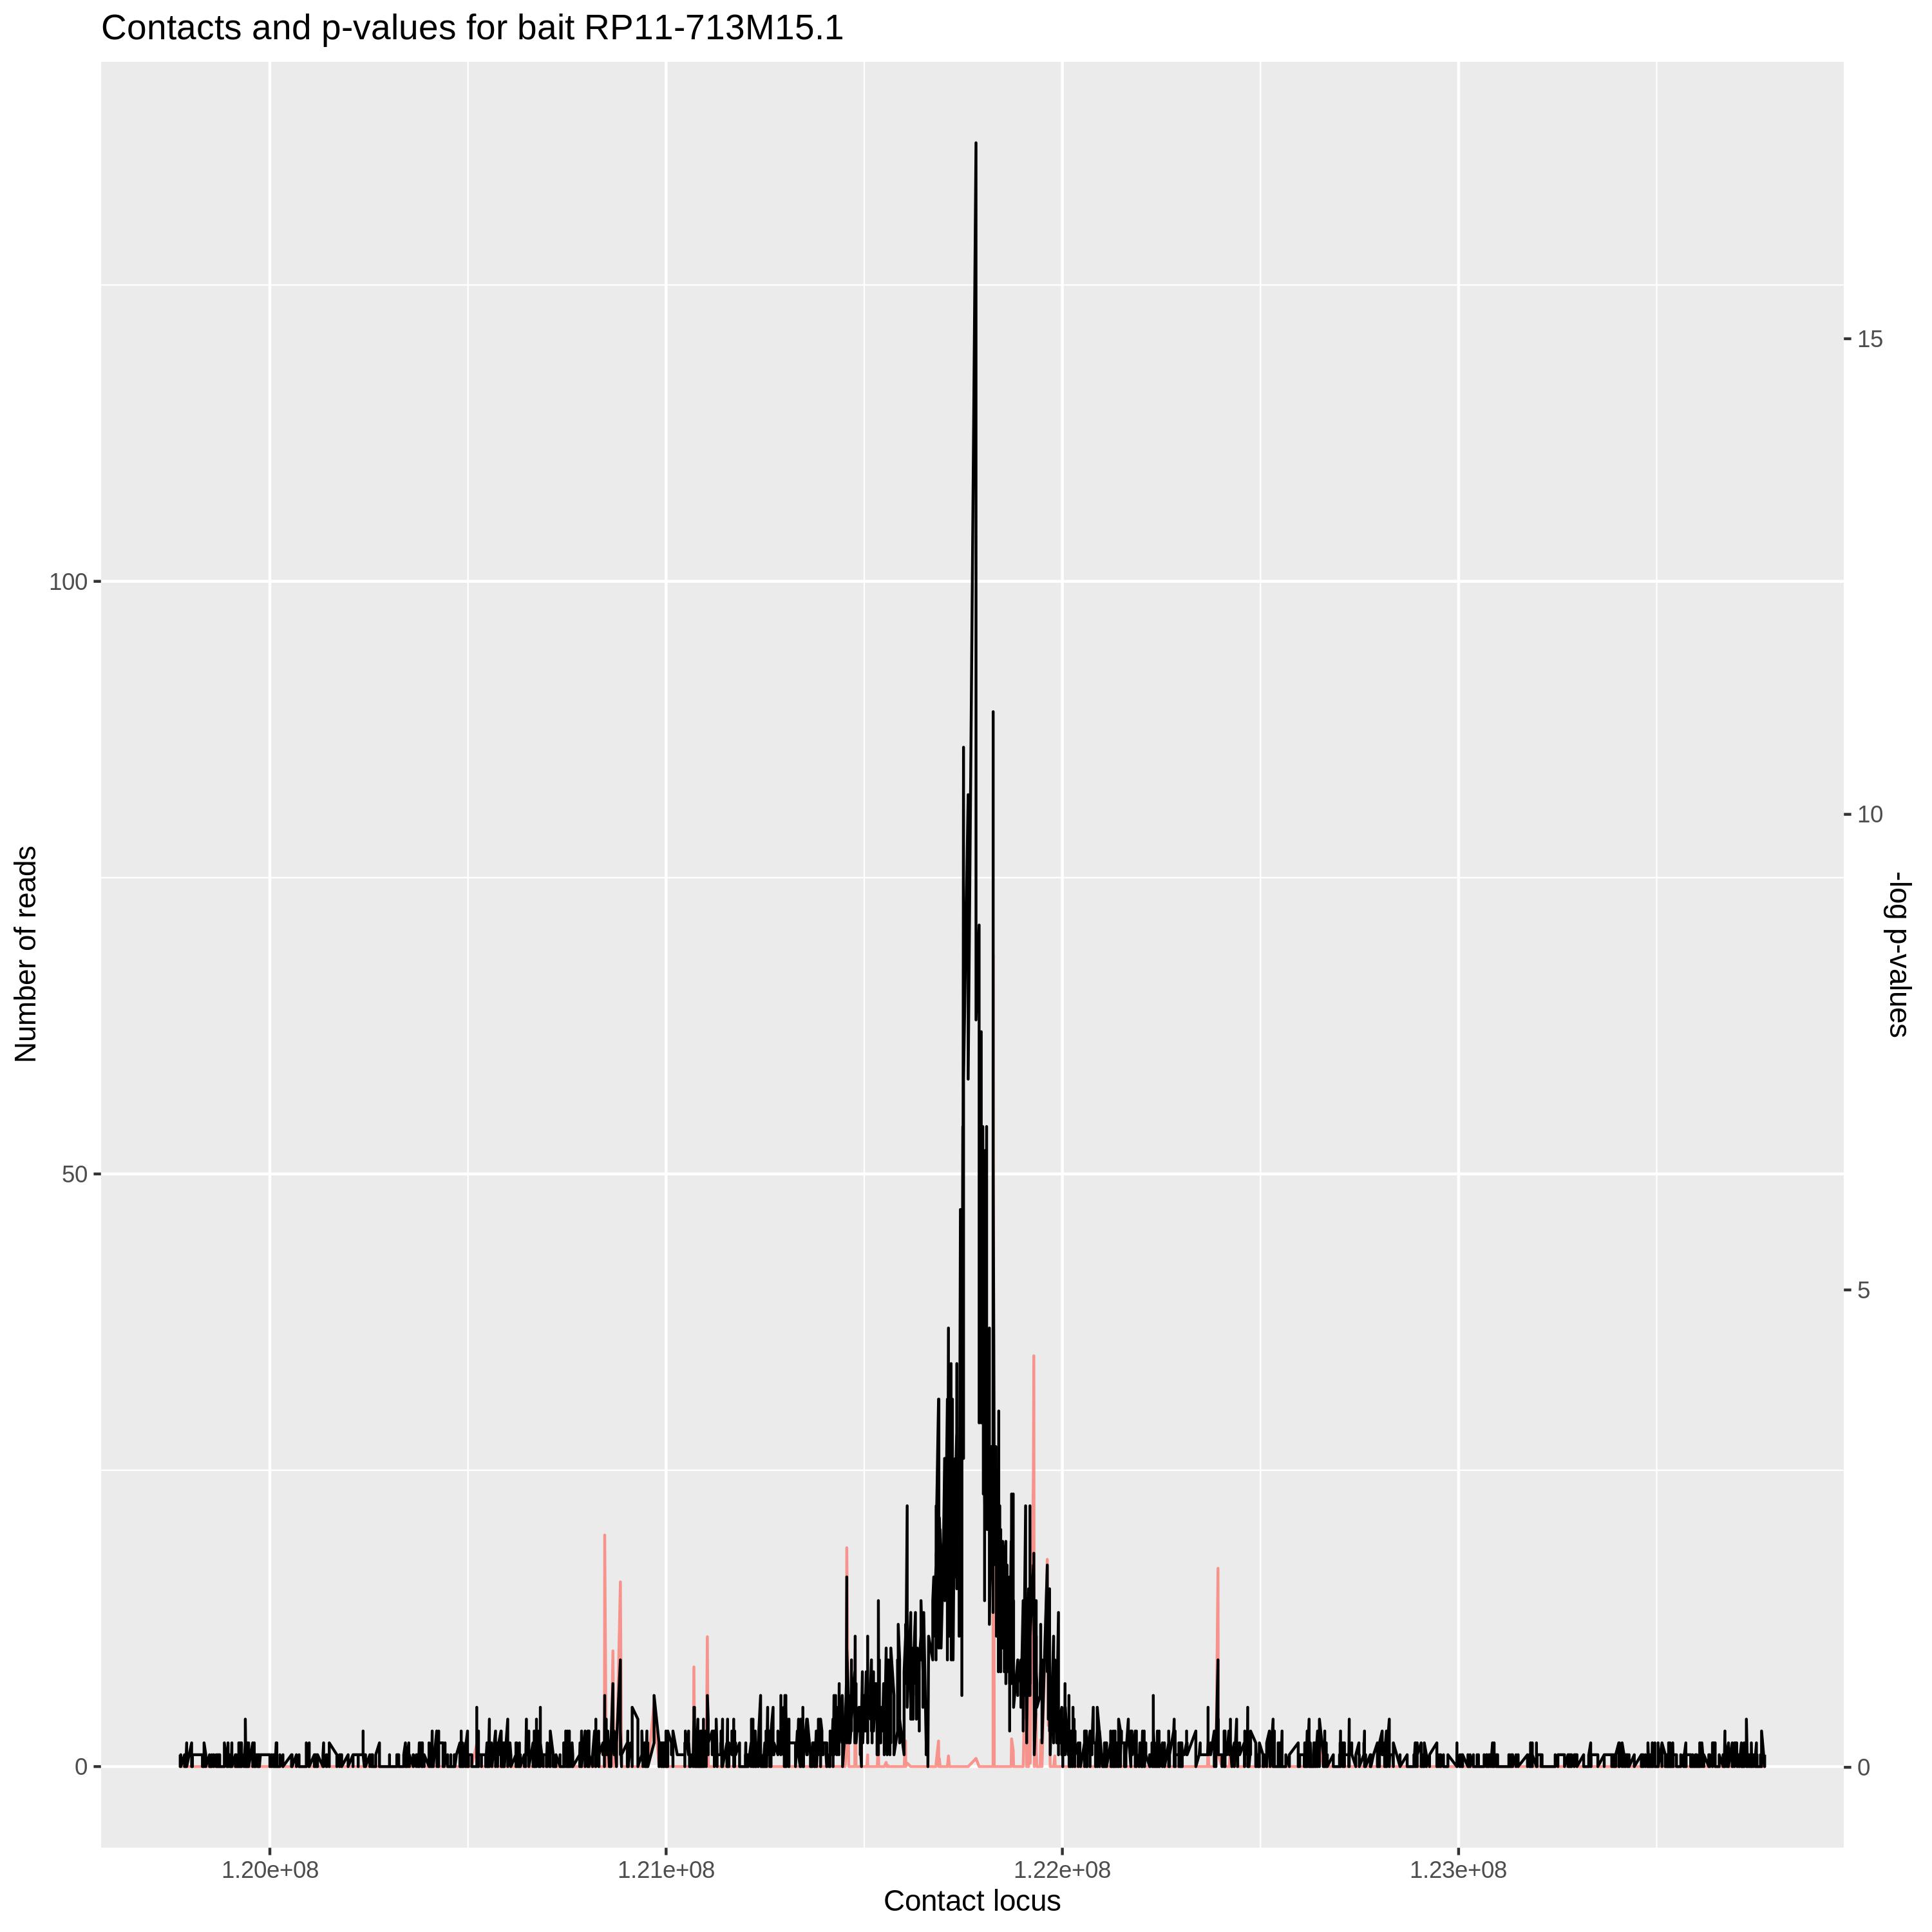 Contacts and p-values for bait RP11-713M15.1
Number of reads
100
50
0
15
10
5
0
-log p-values
1.20e+08
1.21e+08
1.22e+08
1.23e+08
Contact locus